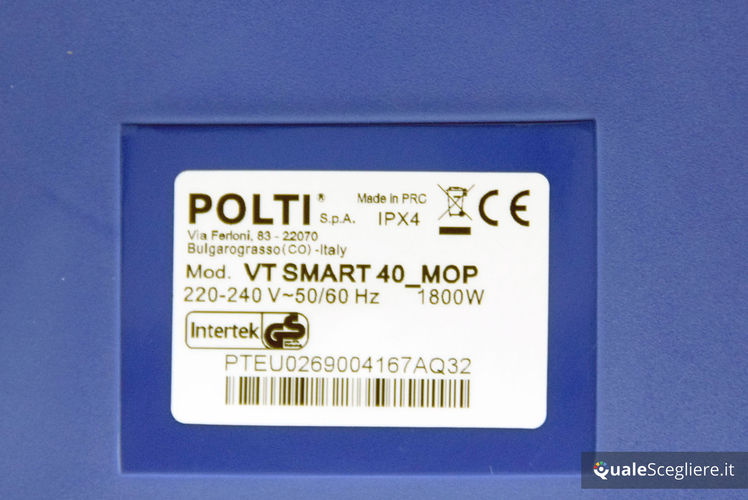 POLTI® S.p.A. Made in PRC IPX4 CE
Via Ferloni, 83 - 22070
Bulgarograsso(CO) -Italy
Mod. VT SMART 40_MOP
220-240 V~50/60 Hz 1800W
Intertek GS
PTEU0269004167AQ32
QualeScegliere.it